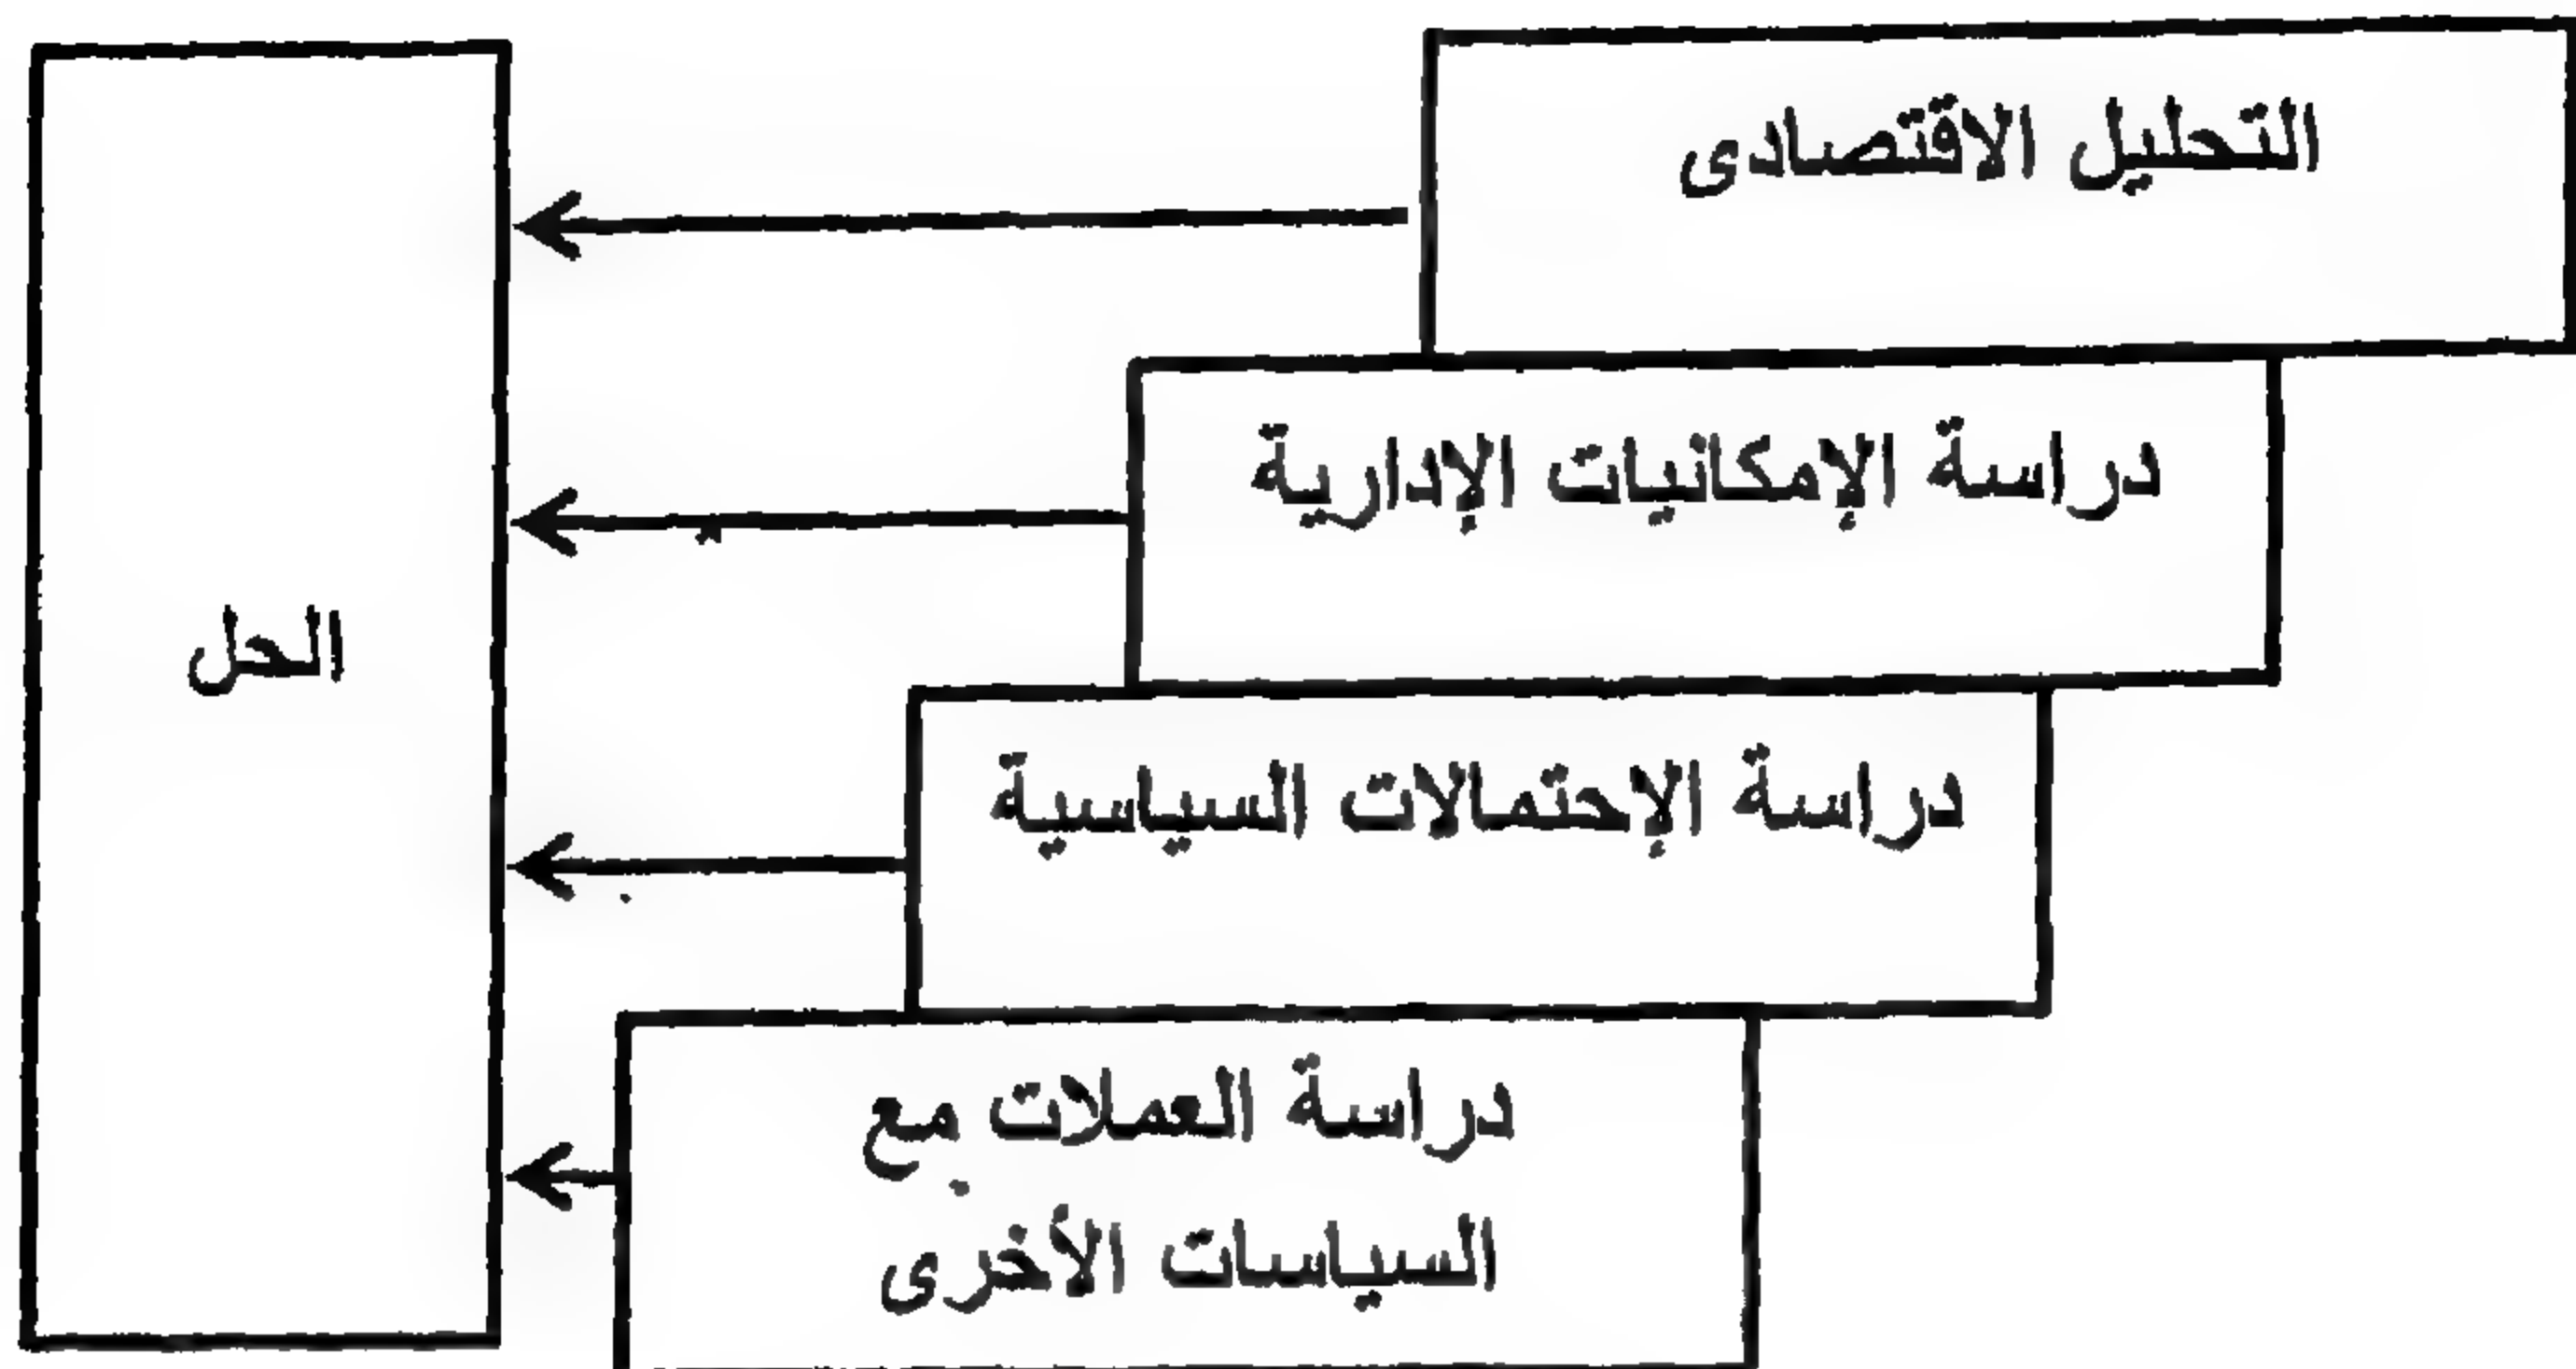 التحليل الاقتصادى
دراسة الإمكانيات الإدارية
دراسة الإحتمالات السياسية
دراسة العملات مع
السياسات الأخرى
الحل